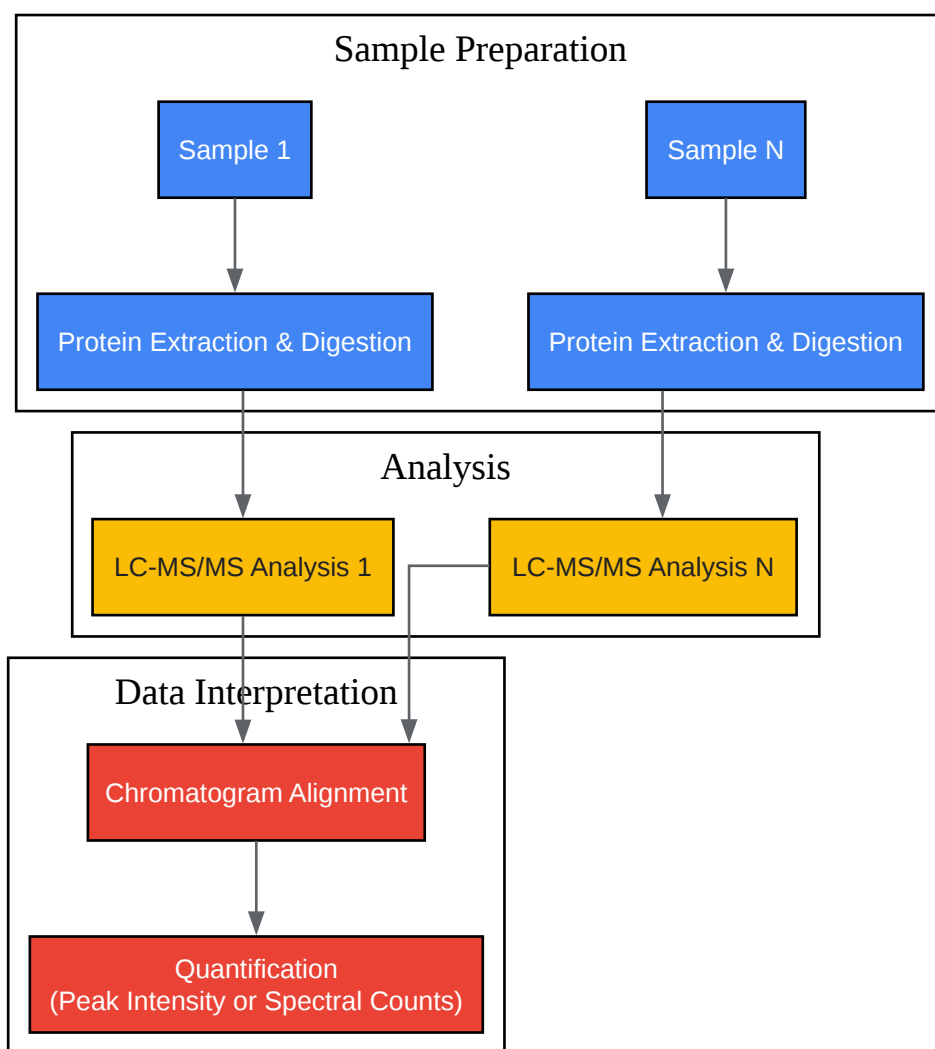 Sample Preparation
Sample 1
Sample N
Protein Extraction & Digestion
Protein Extraction & Digestion
Analysis
LC-MS/MS Analysis 1
LC-MS/MS Analysis N
Data Interpretation
Chromatogram Alignment
Quantification
(Peak Intensity or Spectral Counts)